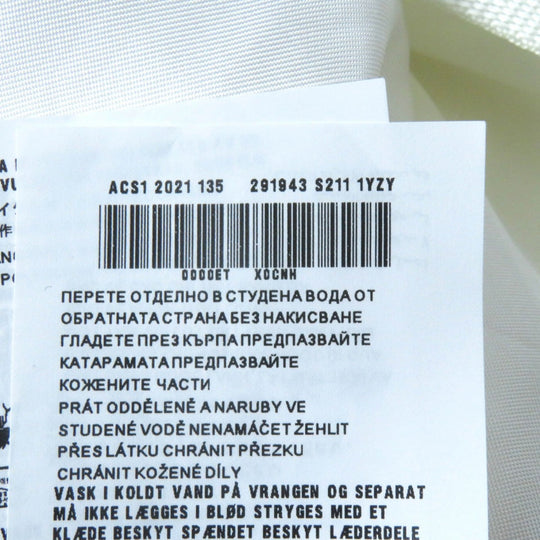 ACS1 2021 135 291943 S211 1YZY
0000ET X0CNH
ПЕРЕТЕ ОТДЕЛНО В СТУДЕНА ВОДА ОТ
ОБРАТНАТА СТРАНА БЕЗ НАКИСВАНЕ
ГЛАДЕТЕ ПРЕЗ КЪРПА ПРЕДПАЗВАЙТЕ
КАТАРАМАТА ПРЕДПАЗВАЙТЕ
КОЖЕНИТЕ ЧАСТИ
PRÁT ODDĚLENĚ A NARUBY VE
STUDENÉ VODĚ NENAMÁČET ŽEHLIT
PŘES LÁTKU CHRÁNIT PŘEZKU
CHRÁNIT KOŽENÉ DÍLY
VASK I KOLDT VAND PÅ VRANGEN OG SEPARAT
MÅ IKKE LÆGGES I BLØD STRYGES MED ET
KLÆDE BESKYT SPÆNDET BESKYT LÆDERDELE